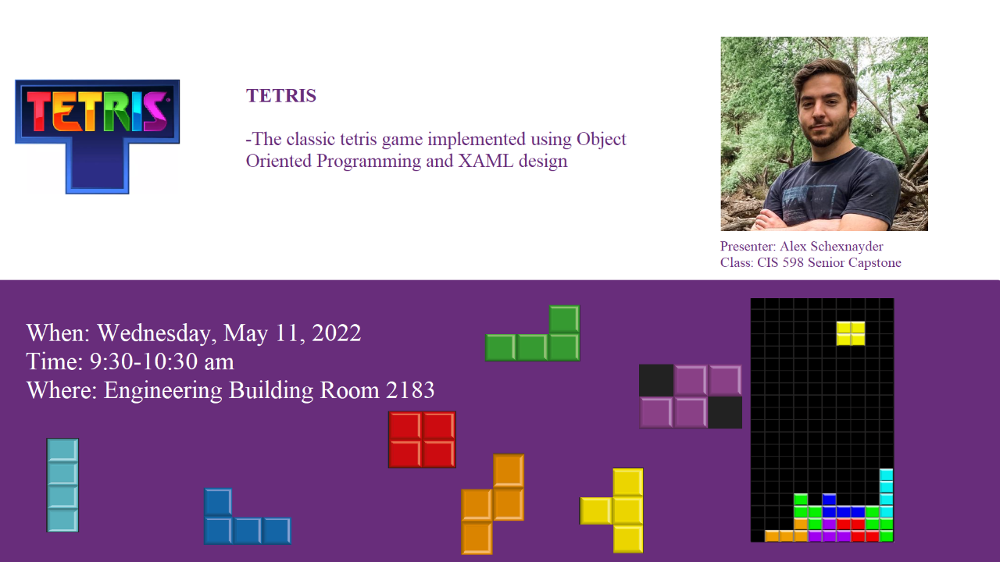 TETRIS
TETRIS
-The classic tetris game implemented using Object
Oriented Programming and XAML design
Presenter: Alex Schexnayder
Class: CIS 598 Senior Capstone
When: Wednesday, May 11, 2022
Time: 9:30-10:30 am
Where: Engineering Building Room 2183